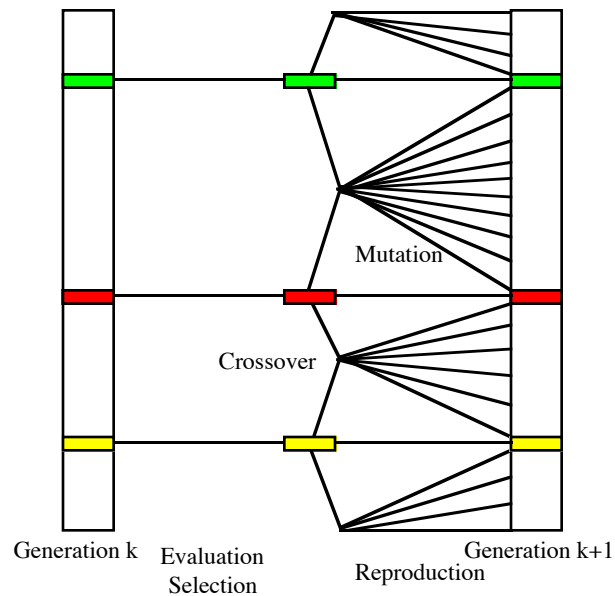 Mutation
Crossover
Generation k
Evaluation
Selection
Reproduction
Generation k+1